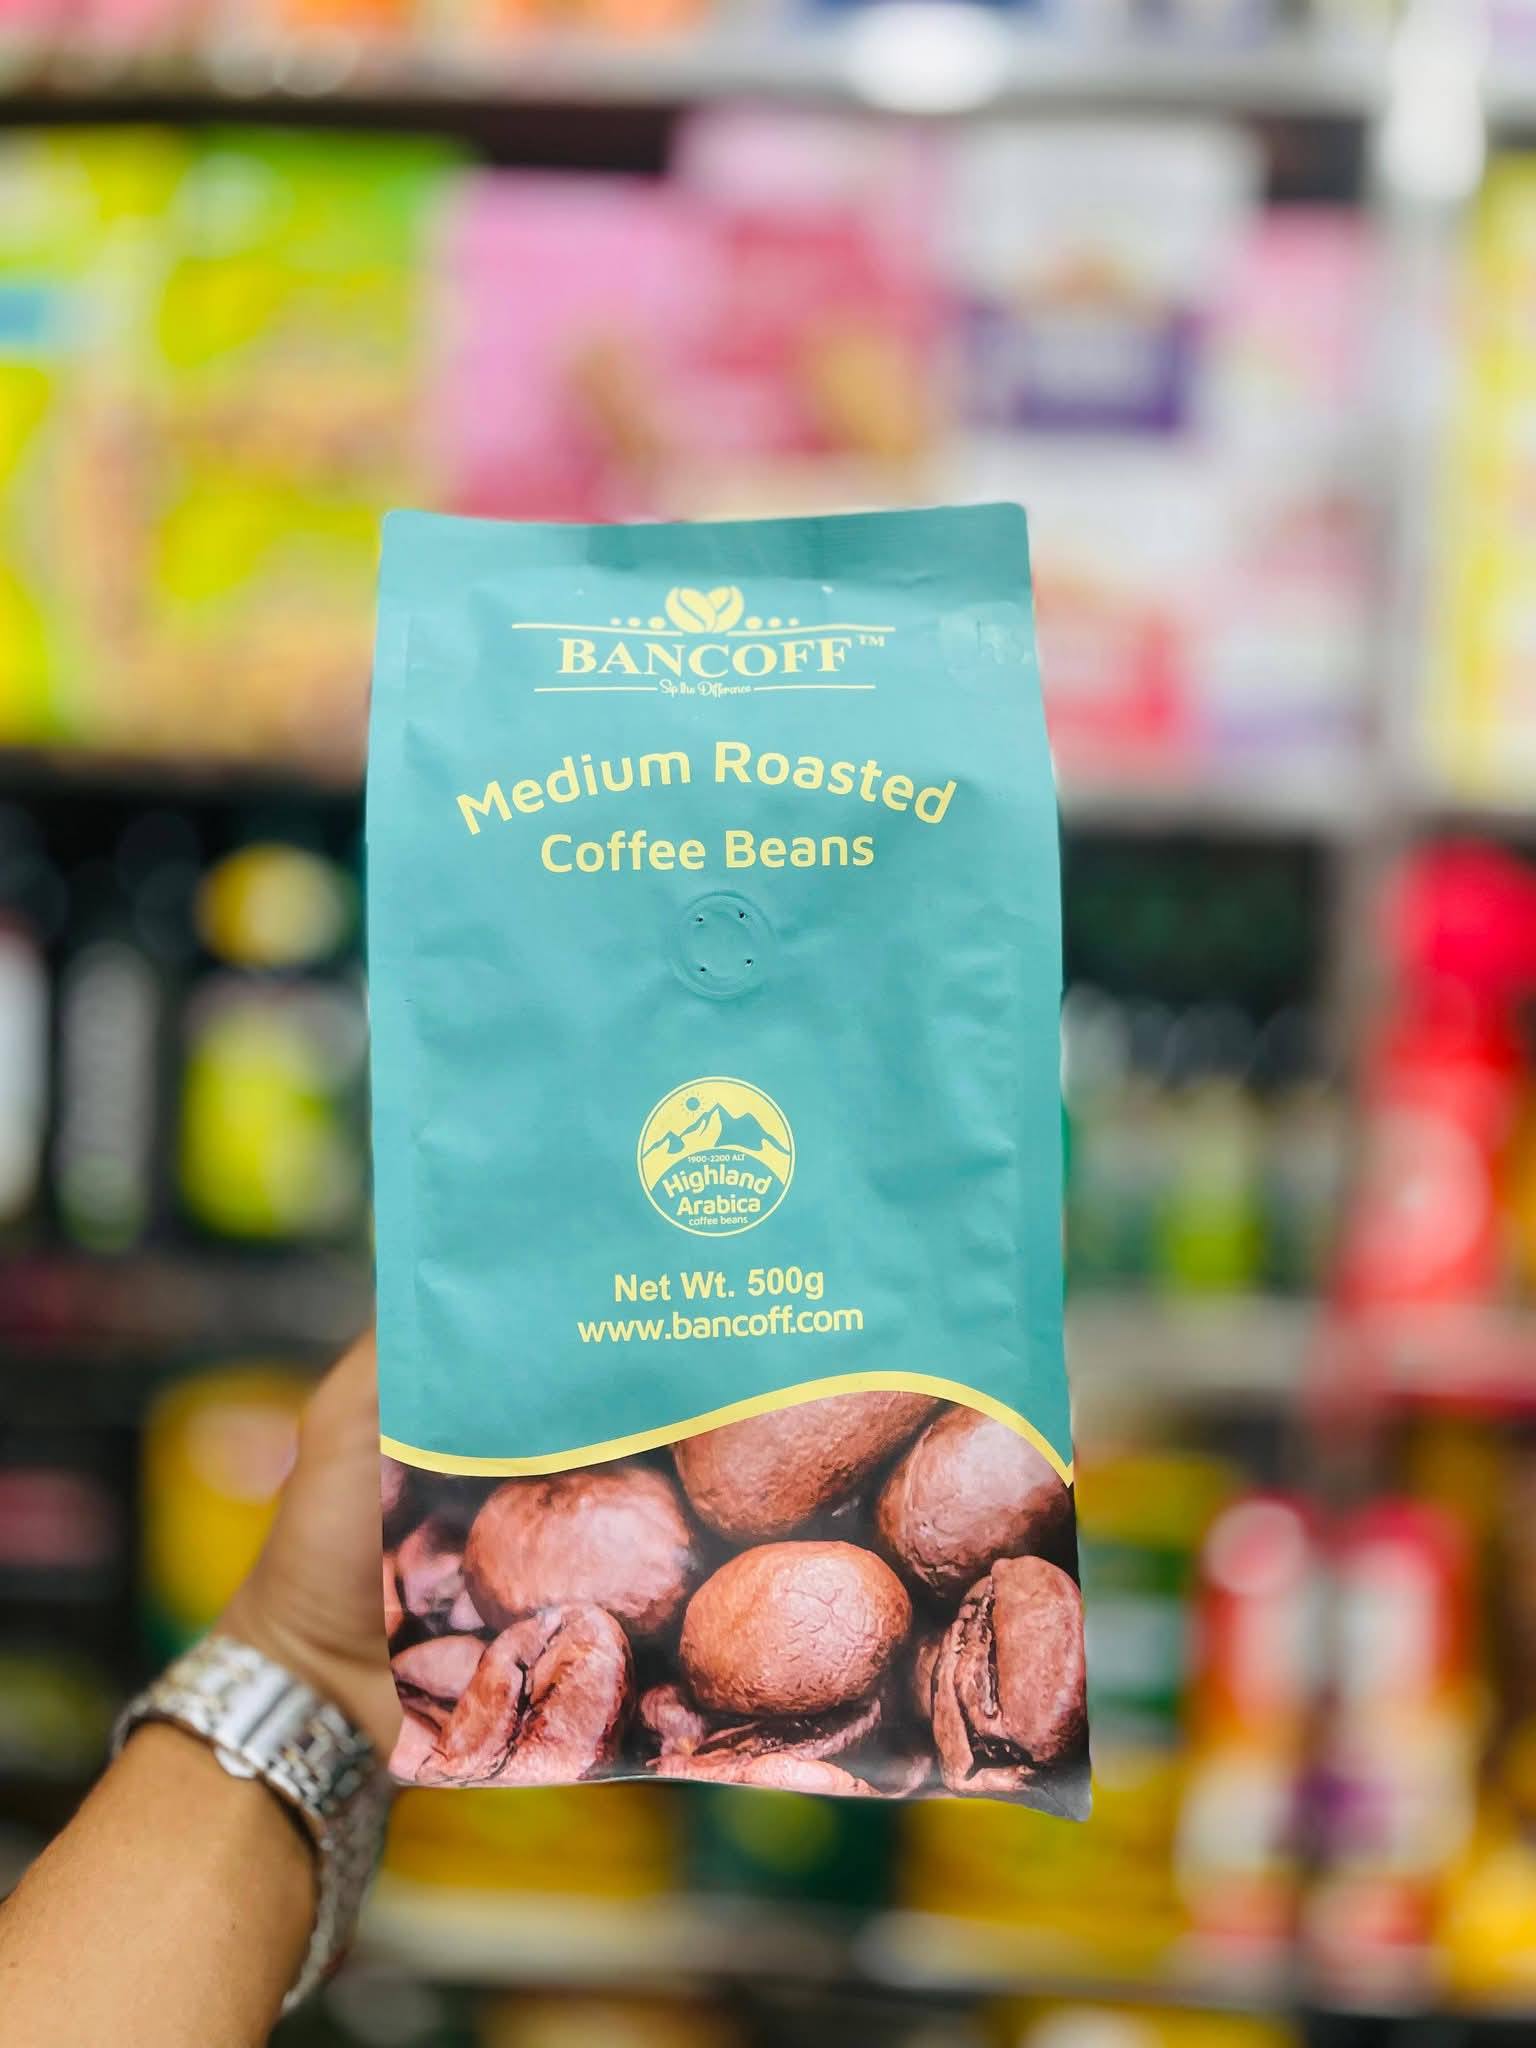 BANCOFF™
Sip the Difference
Medium Roasted
Coffee Beans
1900-2200 ALT
Highland
Arabica
coffee beans
Net Wt. 500g
www.bancoff.com